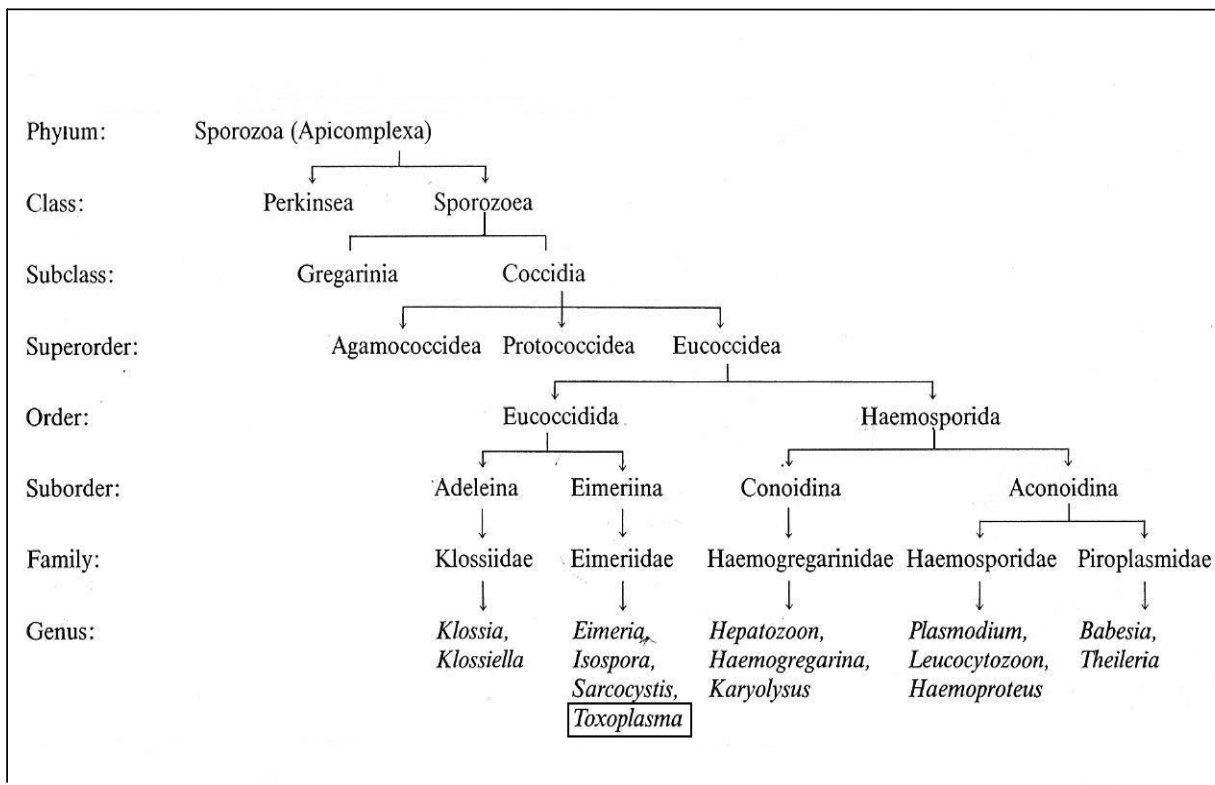 Phylum: Sporozoa (Apicomplexa)
Class: Perkinsea Sporozoea
Subclass: Gregarinia Coccidia
Superorder: Agamococcidea Protococcidea Eucoccidea
Order: Eucoccidida Haemosporida
Suborder: Adeleina Eimeriina Conoidina Aconoidina
Family: Klossiidae Eimeriidae Haemogregarinidae Haemosporidae Piroplasmidae
Genus: Klossia, Eimeria, Hepatozoon, Plasmodium, Babesia,
Klossiella Isospora, Haemogregarina, Leucocytozoon, Theileria
Sarcocystis, Karyolysus Haemoproteus
Toxoplasma